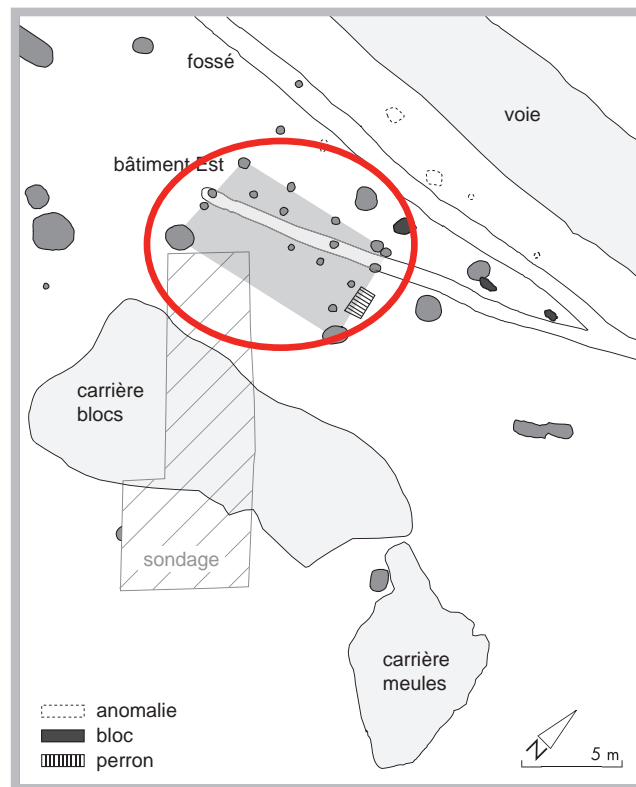 fossé
voie
bâtiment Est
carrière
blocs
sondage
carrière
meules
anomalie
bloc
perron
N
5 m